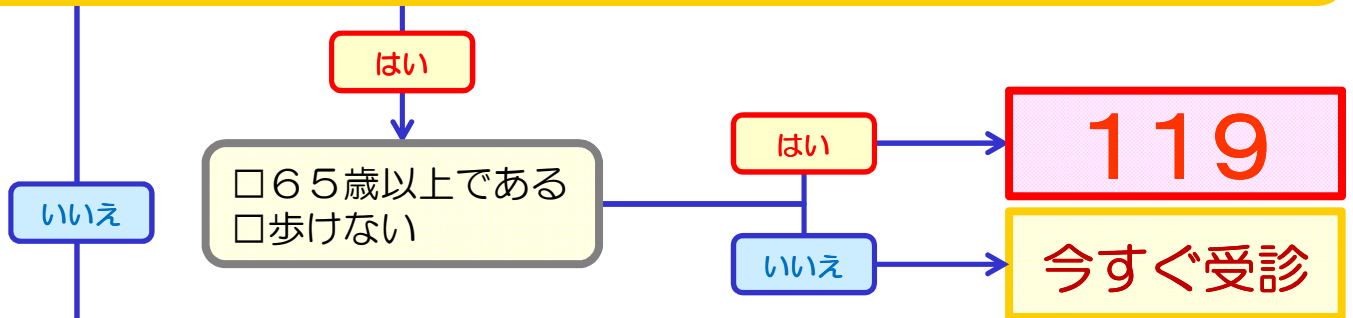 はい
□65歳以上である
□歩けない
はい
119
いいえ
いいえ
今すぐ受診